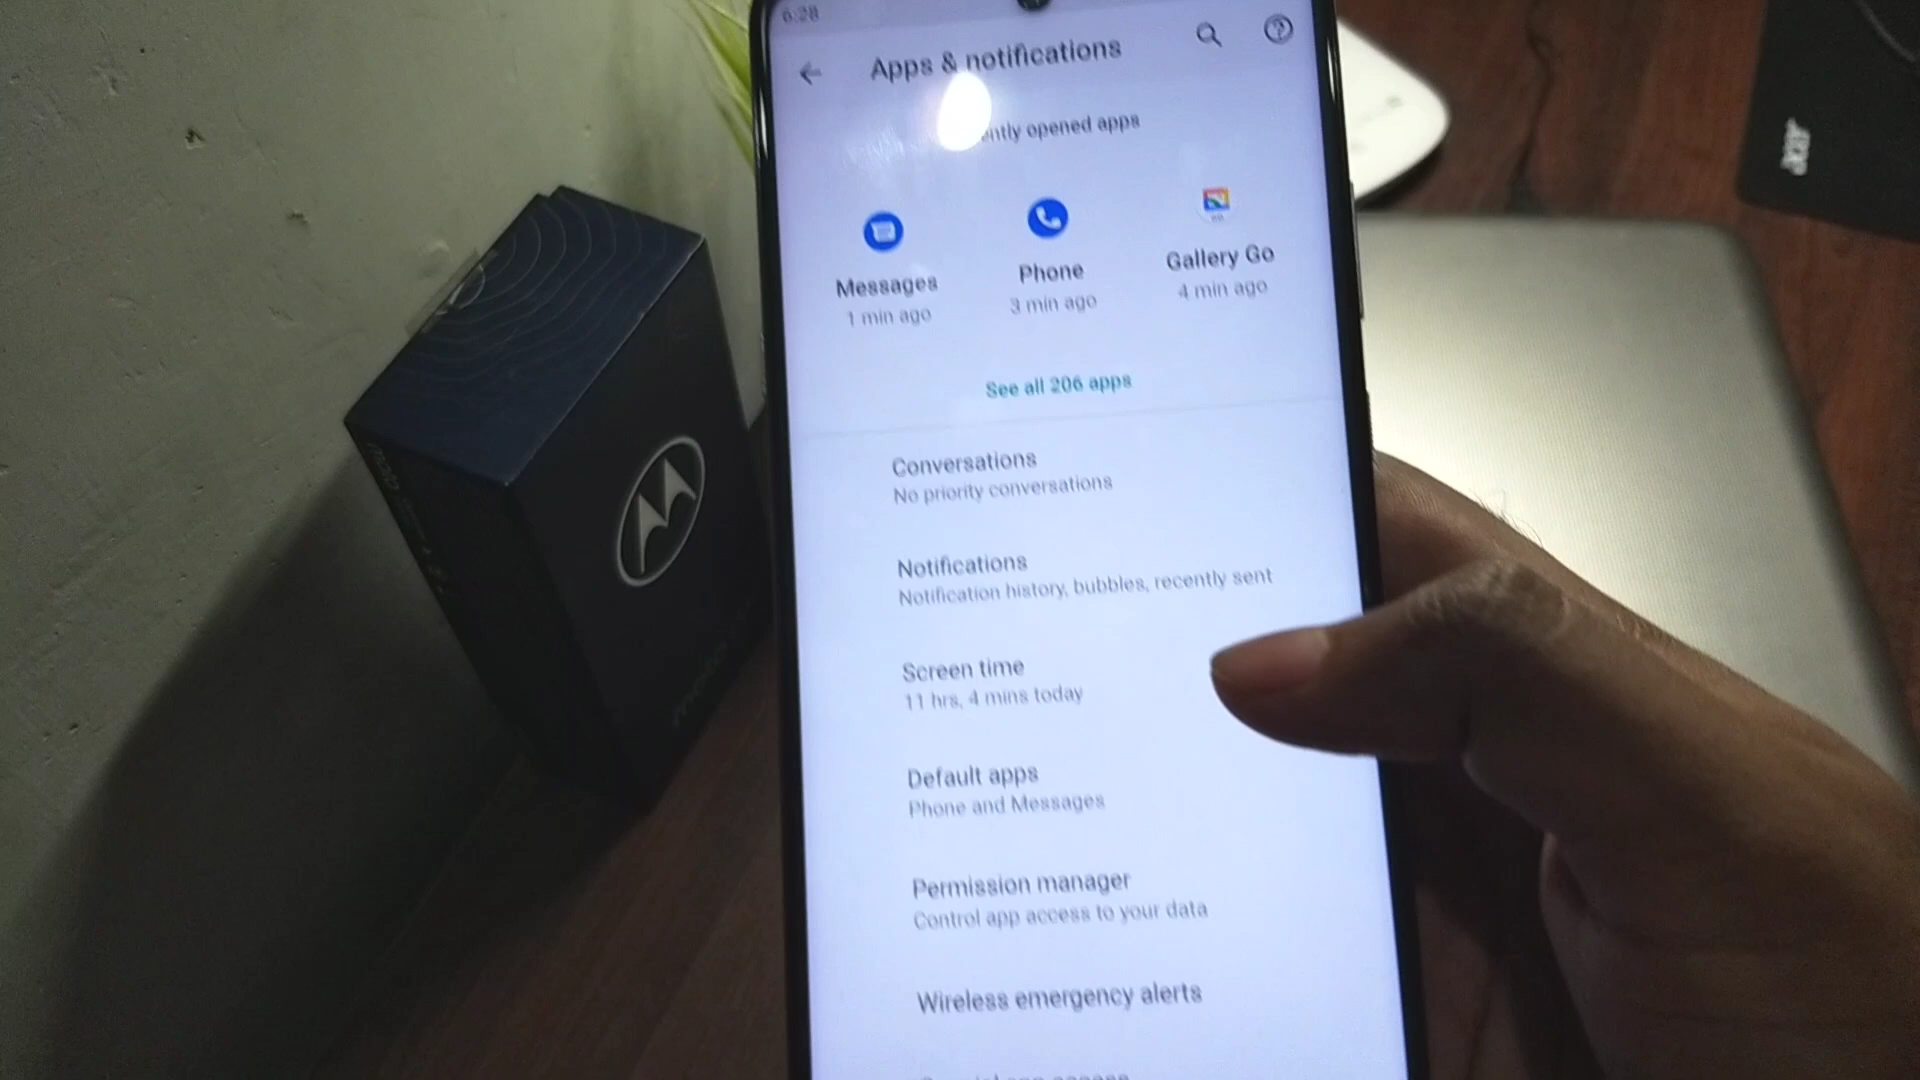 6:28
Apps & notifications
opened apps
Messages
1 min ago
Phone
3 min ago
Gallery Go
4 min ago
See all 206 apps
Conversations
No priority conversations
Notifications
Notification history, bubbles, recently sent
Screen time
11 hrs, 4 mins today
Default apps
Phone and Messages
Permission manager
Control app access to your data
Wireless emergency alerts
acer